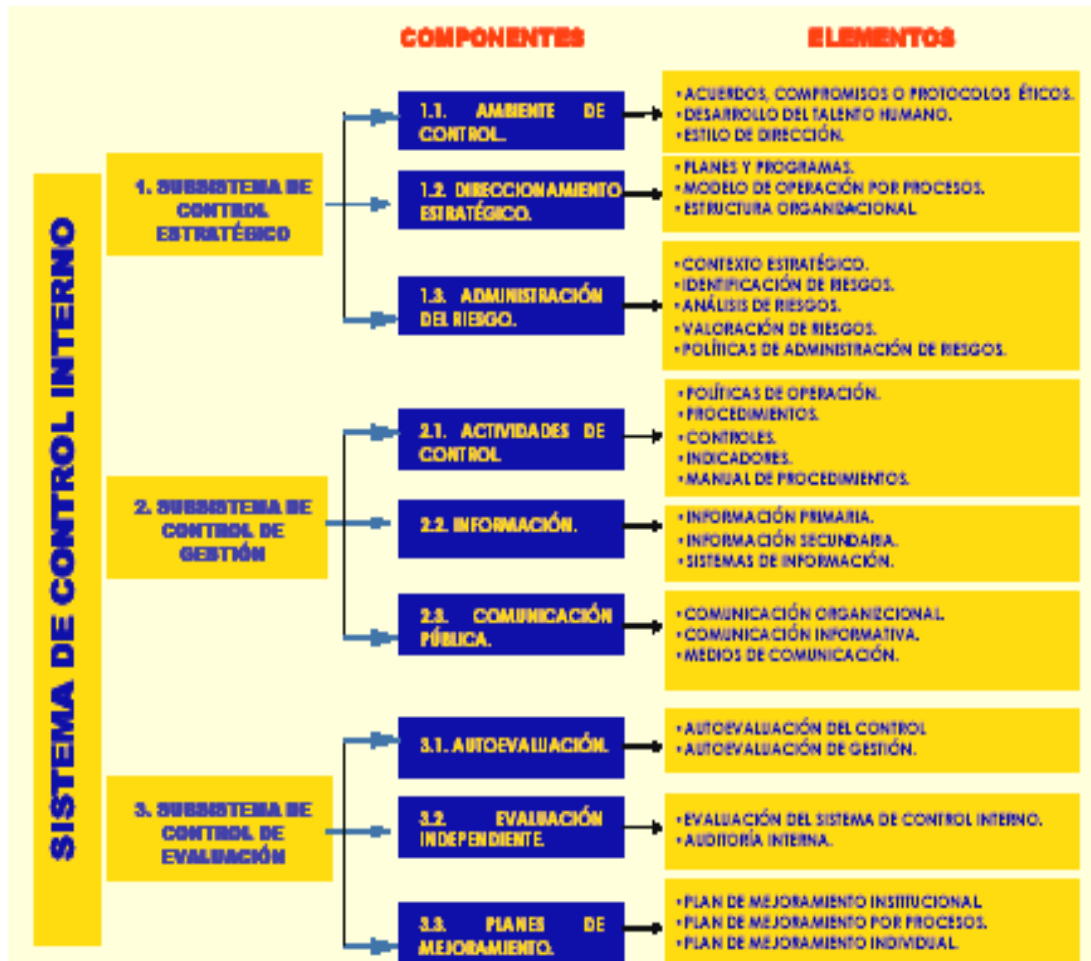 COMPONENTES
ELEMENTOS
SISTEMA DE CONTROL INTERNO
1. SUBSISTEMA DE
CONTROL
ESTRATÉGICO
1.1. AMBIENTE DE
CONTROL.
• ACUERDOS, COMPROMISOS O PROTOCOLOS ÉTICOS.
• DESARROLLO DEL TALENTO HUMANO.
• ESTILO DE DIRECCIÓN.
1.2. DIRECCIONAMIENTO
ESTRATÉGICO.
• PLANES Y PROGRAMAS.
• MODELO DE OPERACIÓN POR PROCESOS.
• ESTRUCTURA ORGANIZACIONAL
1.3. ADMINISTRACIÓN
DEL RIESGO.
• CONTEXTO ESTRATÉGICO.
• IDENTIFICACIÓN DE RIESGOS.
• ANÁLISIS DE RIESGOS.
• VALORACIÓN DE RIESGOS.
• POLÍTICAS DE ADMINISTRACIÓN DE RIESGOS.
2. SUBSISTEMA DE
CONTROL DE
GESTIÓN
2.1. ACTIVIDADES DE
CONTROL
• POLÍTICAS DE OPERACIÓN.
• PROCEDIMIENTOS.
• CONTROLES.
• INDICADORES.
• MANUAL DE PROCEDIMIENTOS.
2.2. INFORMACIÓN.
• INFORMACIÓN PRIMARIA.
• INFORMACIÓN SECUNDARIA.
• SISTEMAS DE INFORMACIÓN.
2.3. COMUNICACIÓN
PÚBLICA.
• COMUNICACIÓN ORGANIZCIONAL.
• COMUNICACIÓN INFORMATIVA.
• MEDIOS DE COMUNICACIÓN.
3. SUBSISTEMA DE
CONTROL DE
EVALUACIÓN
3.1. AUTOEVALUACIÓN.
• AUTOEVALUACIÓN DEL CONTROL
• AUTOEVALUACIÓN DE GESTIÓN.
3.2. EVALUACIÓN
INDEPENDIENTE.
• EVALUACIÓN DEL SISTEMA DE CONTROL INTERNO.
• AUDITORÍA INTERNA.
3.3. PLANES DE
MEJORAMIENTO.
• PLAN DE MEJORAMIENTO INSTITUCIONAL
• PLAN DE MEJORAMIENTO POR PROCESOS.
• PLAN DE MEJORAMIENTO INDIVIDUAL.